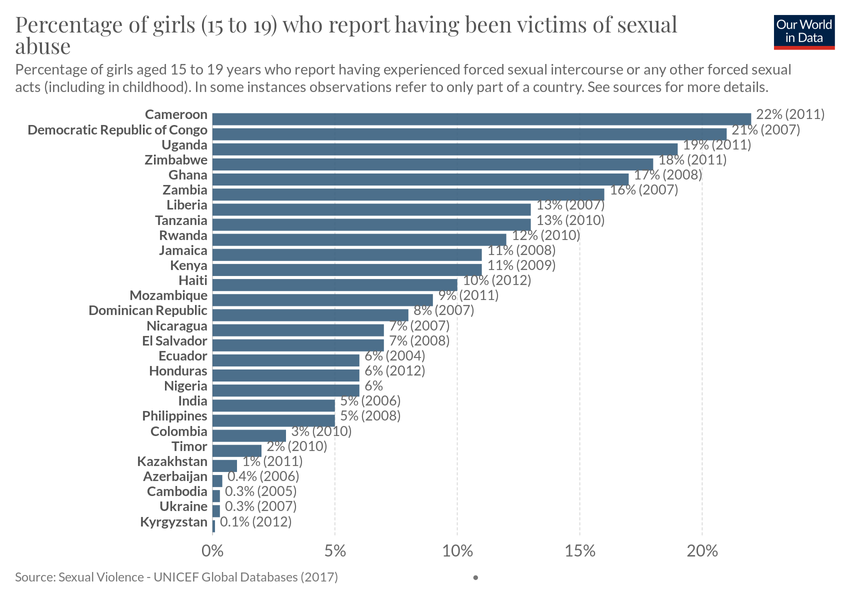 Percentage of girls (15 to 19) who report having been victims of sexual
abuse
Our World
in Data
Percentage of girls aged 15 to 19 years who report having experienced forced sexual intercourse or any other forced sexual
acts (including in childhood). In some instances observations refer to only part of a country. See sources for more details.
Cameroon 22% (2011)
Democratic Republic of Congo 21% (2007)
Uganda 19% (2011)
Zimbabwe 18% (2011)
Ghana 17% (2008)
Zambia 16% (2007)
Liberia 13% (2007)
Tanzania 13% (2010)
Rwanda 12% (2010)
Jamaica 11% (2008)
Kenya 11% (2009)
Haiti 10% (2012)
Mozambique 9% (2011)
Dominican Republic 8% (2007)
Nicaragua 7% (2007)
El Salvador 7% (2008)
Ecuador 6% (2004)
Honduras 6% (2012)
Nigeria 6%
India 5% (2006)
Philippines 5% (2008)
Colombia 3% (2010)
Timor 2% (2010)
Kazakhstan 1% (2011)
Azerbaijan 0.4% (2006)
Cambodia 0.3% (2005)
Ukraine 0.3% (2007)
Kyrgyzstan 0.1% (2012)
0% 5% 10% 15% 20%
Source: Sexual Violence - UNICEF Global Databases (2017) •